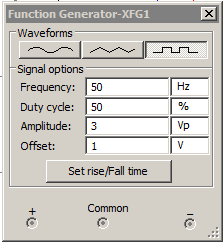 Function Generator-XFG1
Waveforms
Signal options
Frequency: 50 Hz
Duty cycle: 50 %
Amplitude: 3 Vp
Offset: 1 V
Set rise/Fall time
+ Common −